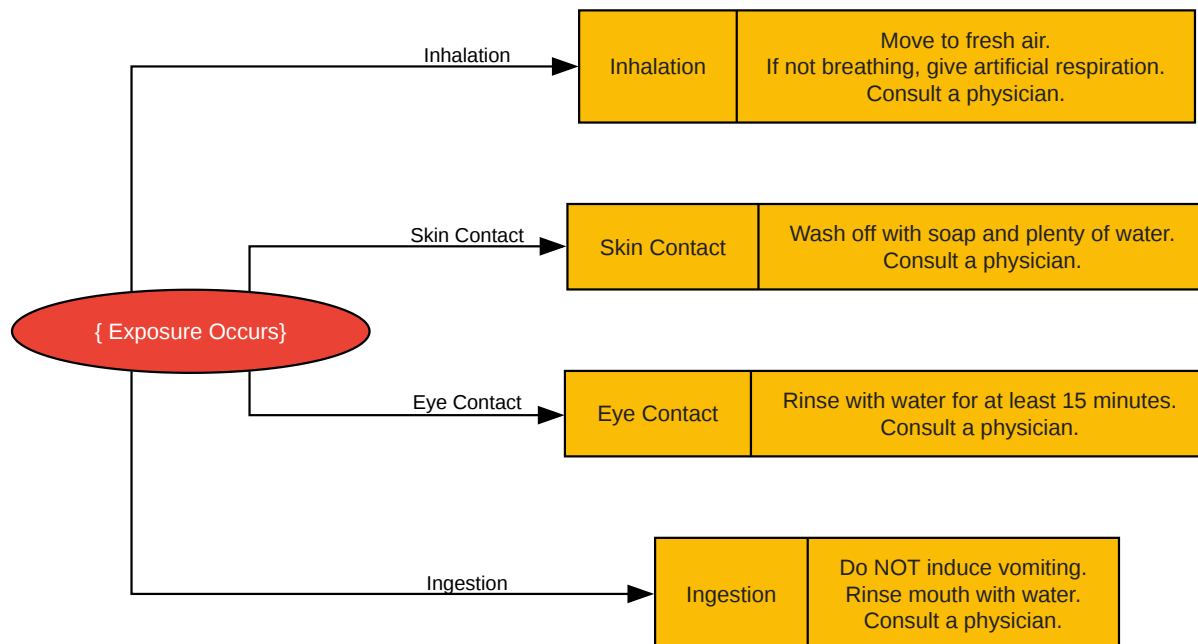 Inhalation
Inhalation
Move to fresh air.
If not breathing, give artificial respiration.
Consult a physician.
Skin Contact
Skin Contact
Wash off with soap and plenty of water.
Consult a physician.
{ Exposure Occurs}
Eye Contact
Eye Contact
Rinse with water for at least 15 minutes.
Consult a physician.
Ingestion
Ingestion
Do NOT induce vomiting.
Rinse mouth with water.
Consult a physician.